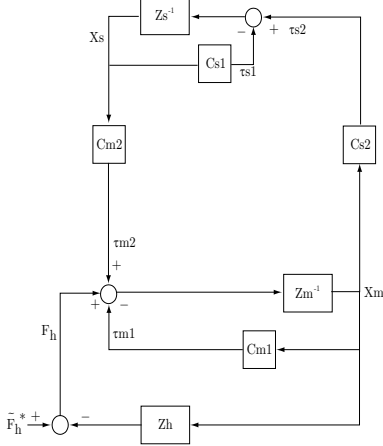 Zs⁻¹
−
+ τs2
Xs
Cs1
τs1
Cm2
Cs2
τm2
+
+
−
Zm⁻¹
Xm
Fh
τm1
Cm1
F̃h* +
−
Zh